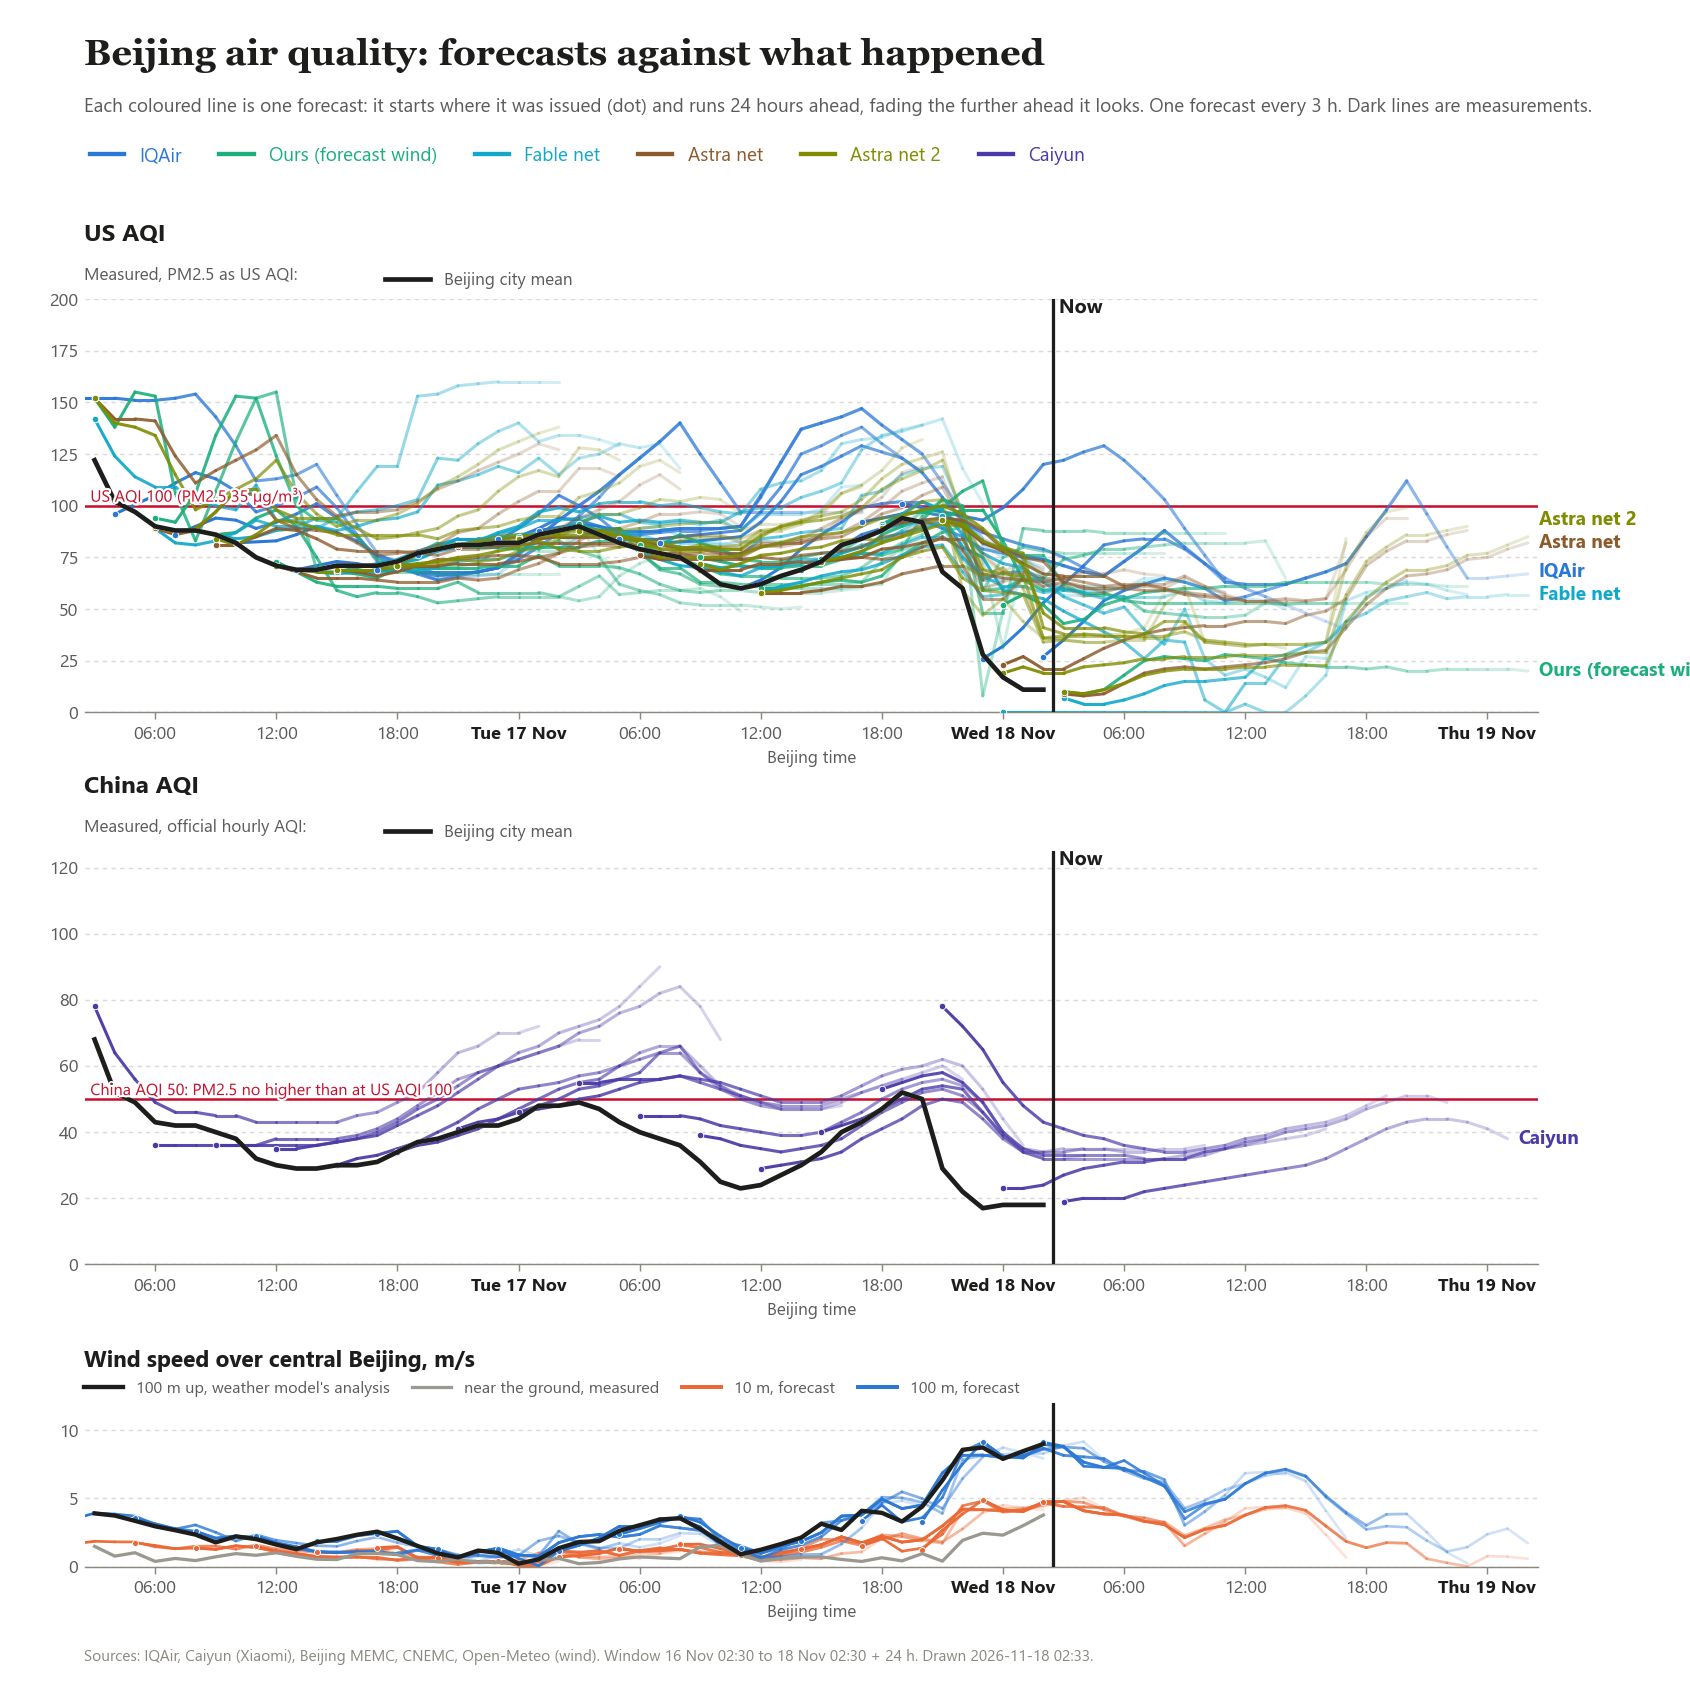 Beijing air quality: forecasts against what happened
Each coloured line is one forecast: it starts where it was issued (dot) and runs 24 hours ahead, fading the further ahead it looks. One forecast every 3 h. Dark lines are measurements.
IQAir Ours (forecast wind) Fable net Astra net Astra net 2 Caiyun
US AQI
Measured, PM2.5 as US AQI: Beijing city mean
200
Now
175
150
125
US AQI 100 (PM2.5 35 µg/m³)
100
Astra net 2
Astra net
75
IQAir
Fable net
50
25
Ours (forecast wi
0
06:00 12:00 18:00 Tue 17 Nov 06:00 12:00 18:00 Wed 18 Nov 06:00 12:00 18:00 Thu 19 Nov
Beijing time
China AQI
Measured, official hourly AQI: Beijing city mean
Now
120
100
80
60
China AQI 50: PM2.5 no higher than at US AQI 100
40
Caiyun
20
0
06:00 12:00 18:00 Tue 17 Nov 06:00 12:00 18:00 Wed 18 Nov 06:00 12:00 18:00 Thu 19 Nov
Beijing time
Wind speed over central Beijing, m/s
100 m up, weather model's analysis near the ground, measured 10 m, forecast 100 m, forecast
10
5
0
06:00 12:00 18:00 Tue 17 Nov 06:00 12:00 18:00 Wed 18 Nov 06:00 12:00 18:00 Thu 19 Nov
Beijing time
Sources: IQAir, Caiyun (Xiaomi), Beijing MEMC, CNEMC, Open-Meteo (wind). Window 16 Nov 02:30 to 18 Nov 02:30 + 24 h. Drawn 2026-11-18 02:33.